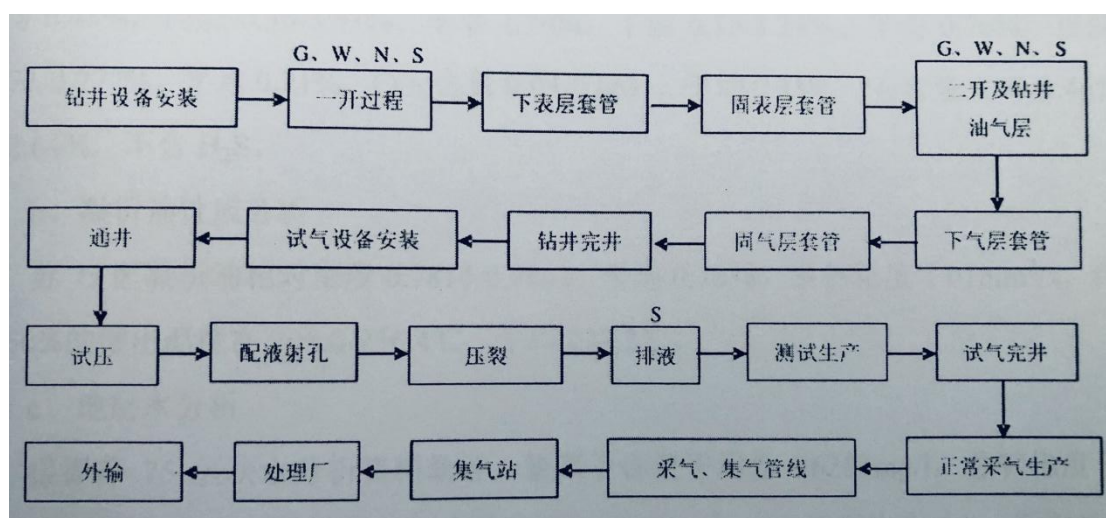 G、W、N、S
G、W、N、S
钻井设备安装
一开过程
下表层套管
固表层套管
二开及钻井
油气层
通井
试气设备安装
钻井完井
固气层套管
下气层套管
S
试压
配液射孔
压裂
排液
测试生产
试气完井
外输
处理厂
集气站
采气、集气管线
正常采气生产